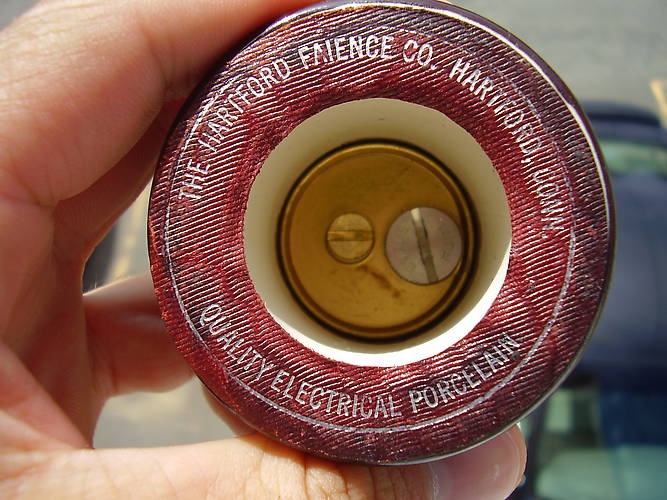 THE HARTFORD FAIENCE CO. HARTFORD, CONN.
QUALITY ELECTRICAL PORCELAIN